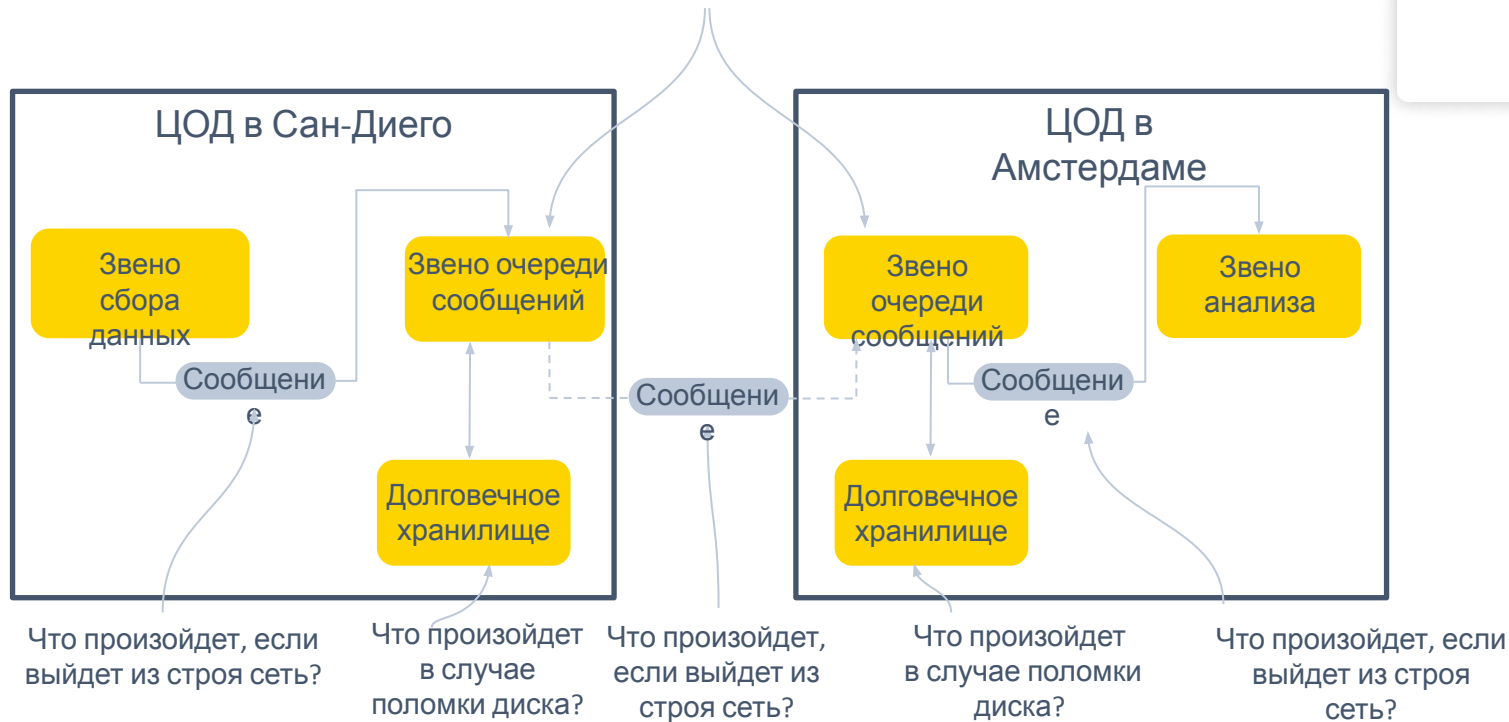 ЦОД в Сан-Диего
Звено
сбора
данных
Звено очереди
сообщений
Сообщени
е
Долговечное
хранилище
Сообщени
е
ЦОД в
Амстердаме
Звено
очереди
сообщений
Звено
анализа
Сообщени
е
Долговечное
хранилище
Что произойдет, если
выйдет из строя сеть?
Что произойдет
в случае
поломки диска?
Что произойдет,
если выйдет из
строя сеть?
Что произойдет
в случае поломки
диска?
Что произойдет, если
выйдет из строя
сеть?